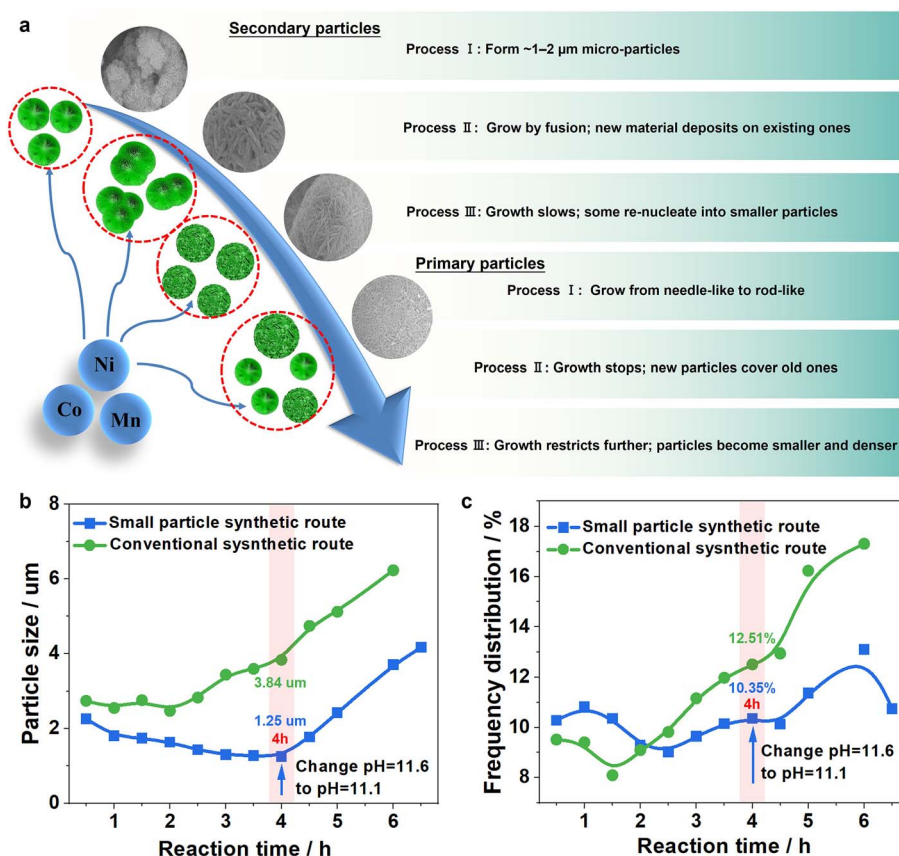 a
Secondary particles
Process Ⅰ: Form ~1–2 μm micro-particles
Process Ⅱ: Grow by fusion; new material deposits on existing ones
Process Ⅲ: Growth slows; some re-nucleate into smaller particles
Primary particles
Process Ⅰ: Grow from needle-like to rod-like
Process Ⅱ: Growth stops; new particles cover old ones
Process Ⅲ: Growth restricts further; particles become smaller and denser
Ni
Co
Mn
b
Small particle synthetic route
Conventional sysnthetic route
Particle size / um
8
6
4
2
0
3.84 um
1.25 um
4h
Change pH=11.6
to pH=11.1
1 2 3 4 5 6
Reaction time / h
c
Small particle synthetic route
Conventional sysnthetic route
Frequency distribution / %
18
16
14
12
10
8
12.51%
10.35%
4h
Change pH=11.6
to pH=11.1
1 2 3 4 5 6
Reaction time / h